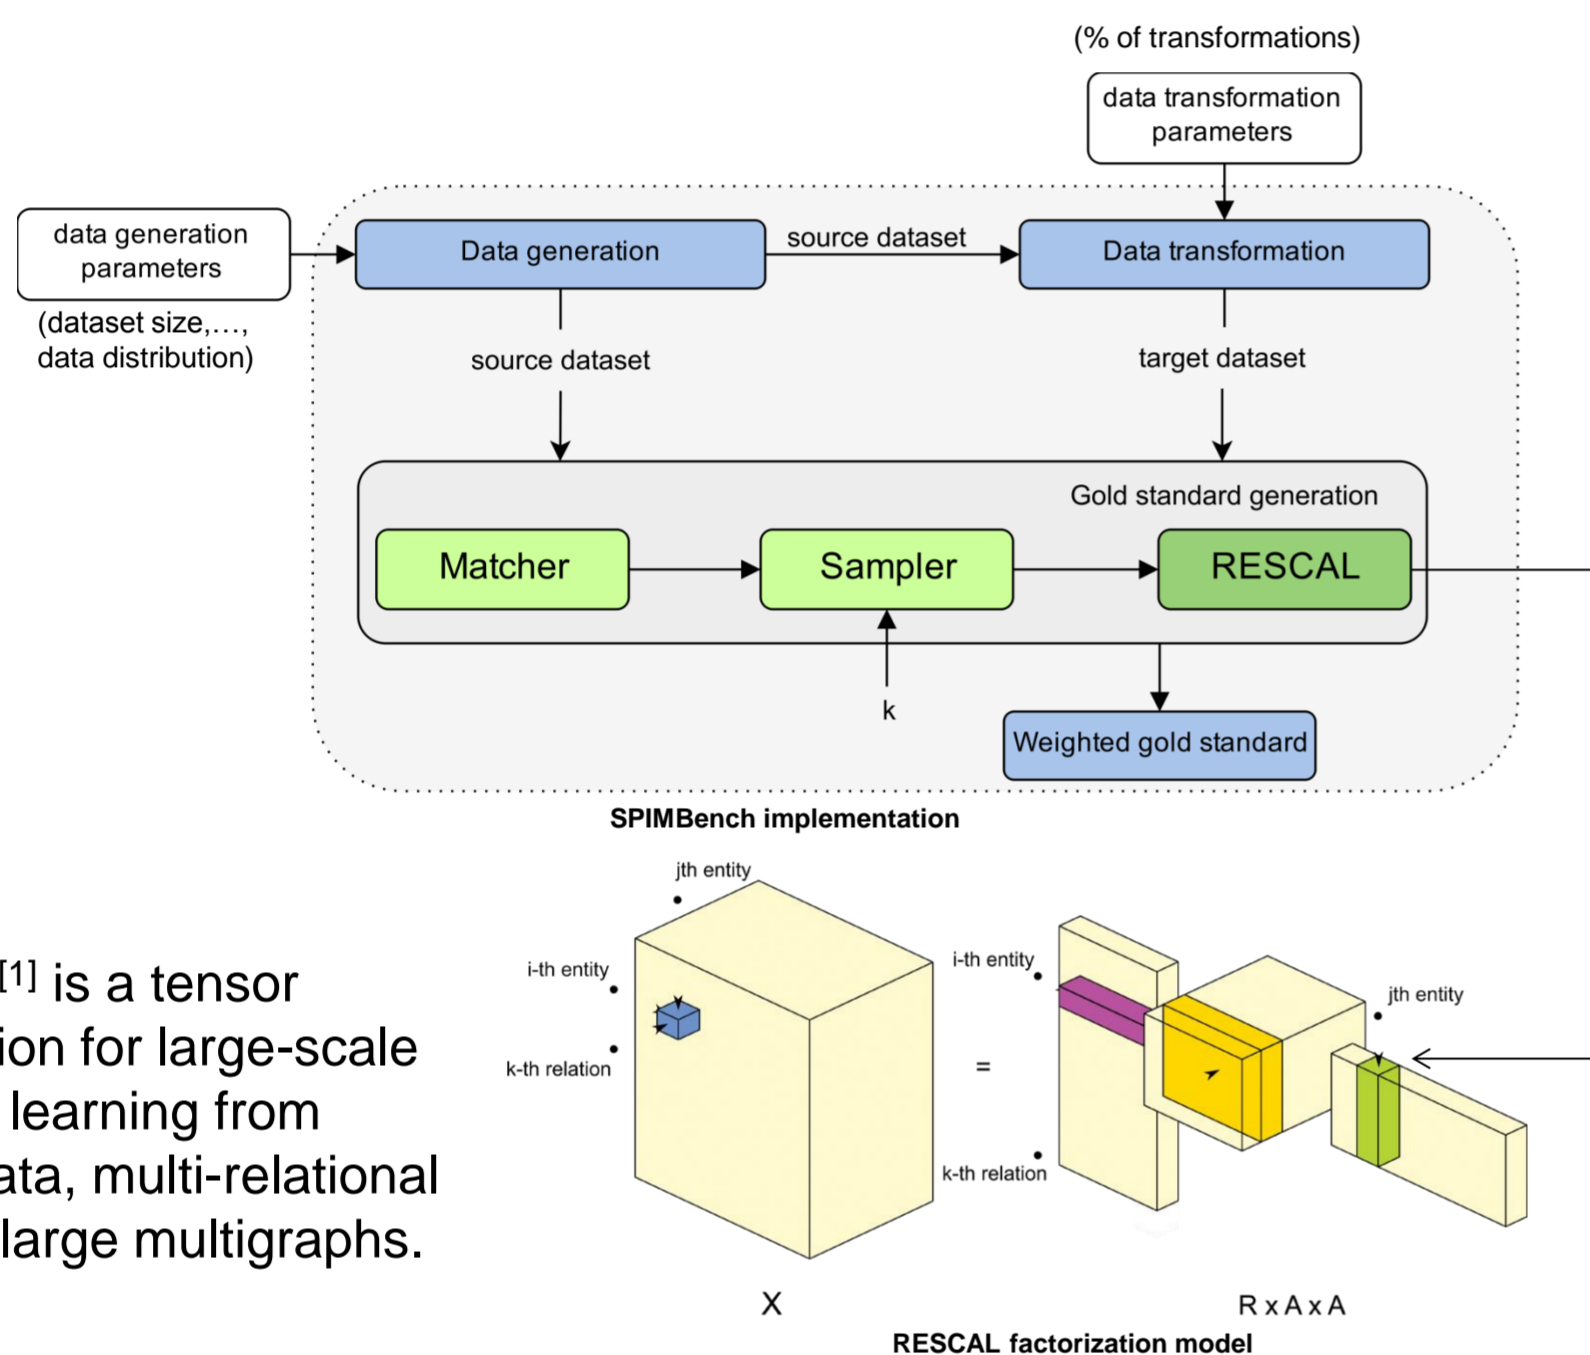 (% of transformations)
data transformation
parameters
data generation
parameters
(dataset size,…,
data distribution)
Data generation
source dataset
Data transformation
source dataset
target dataset
Gold standard generation
Matcher
Sampler
RESCAL
k
Weighted gold standard
SPIMBench implementation
[1] is a tensor
ion for large-scale
learning from
ata, multi-relational
large multigraphs.
jth entity
i-th entity
k-th relation
=
i-th entity
jth entity
k-th relation
X
R x A x A
RESCAL factorization model